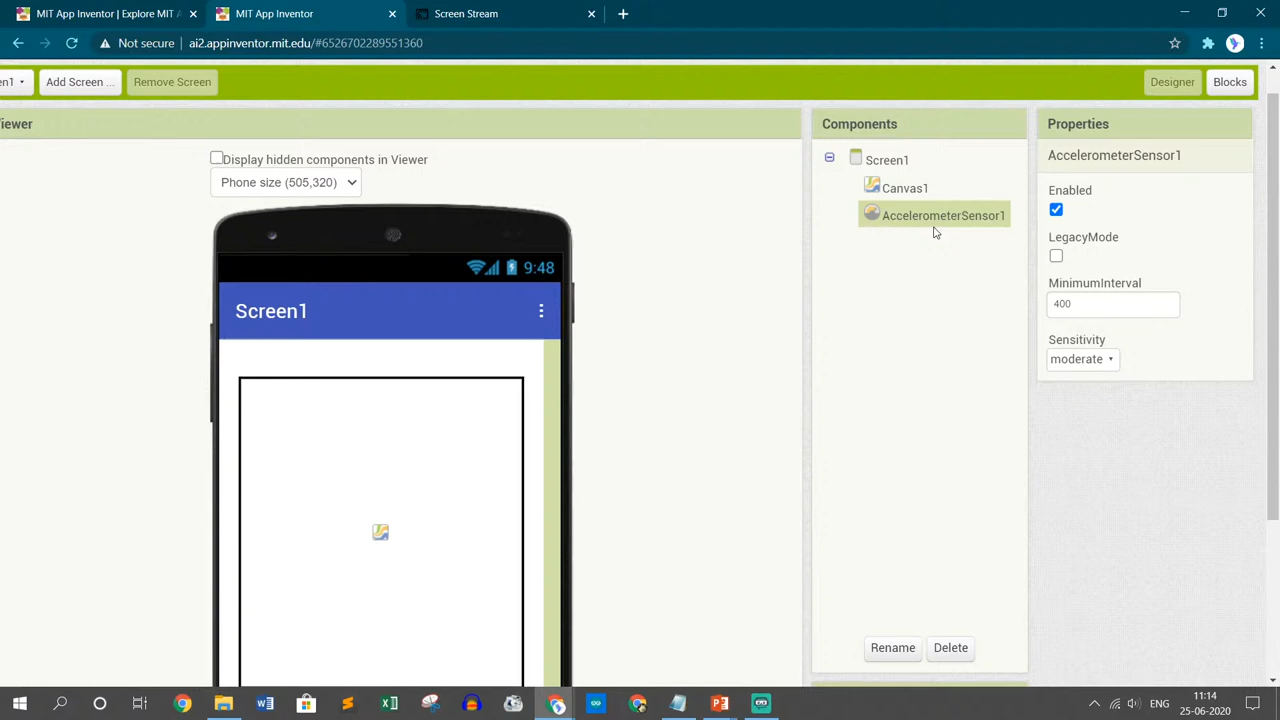 MIT App Inventor | Explore MIT A
MIT App Inventor
Screen Stream
Not secure
ai2.appinventor.mit.edu/#6526702289551360
en1
Add Screen ...
Remove Screen
Designer
Blocks
iewer
Components
Properties
Display hidden components in Viewer
Phone size (505,320)
9:48
Screen1
Screen1
Canvas1
AccelerometerSensor1
AccelerometerSensor1
Enabled
LegacyMode
MinimumInterval
400
Sensitivity
moderate
Rename
Delete
ENG
11:14
25-06-2020